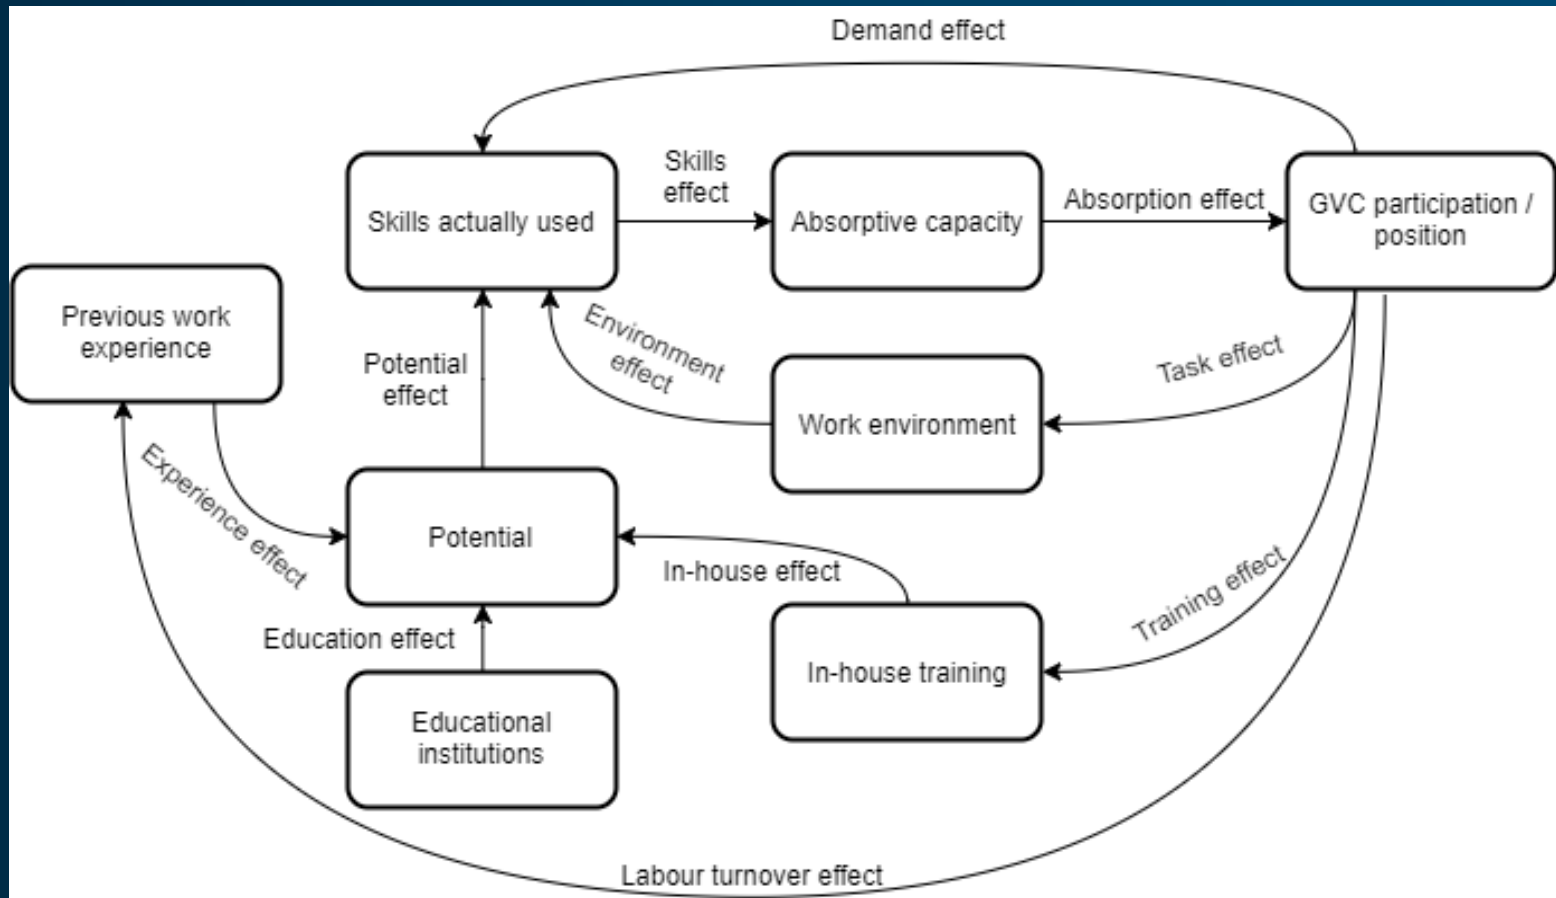 Demand effect
Skills
effect
Skills actually used
Absorptive capacity
Absorption effect
GVC participation /
position
Previous work
experience
Potential
effect
Environment
effect
Work environment
Task effect
Experience effect
Potential
In-house effect
Training effect
Education effect
In-house training
Educational
institutions
Labour turnover effect